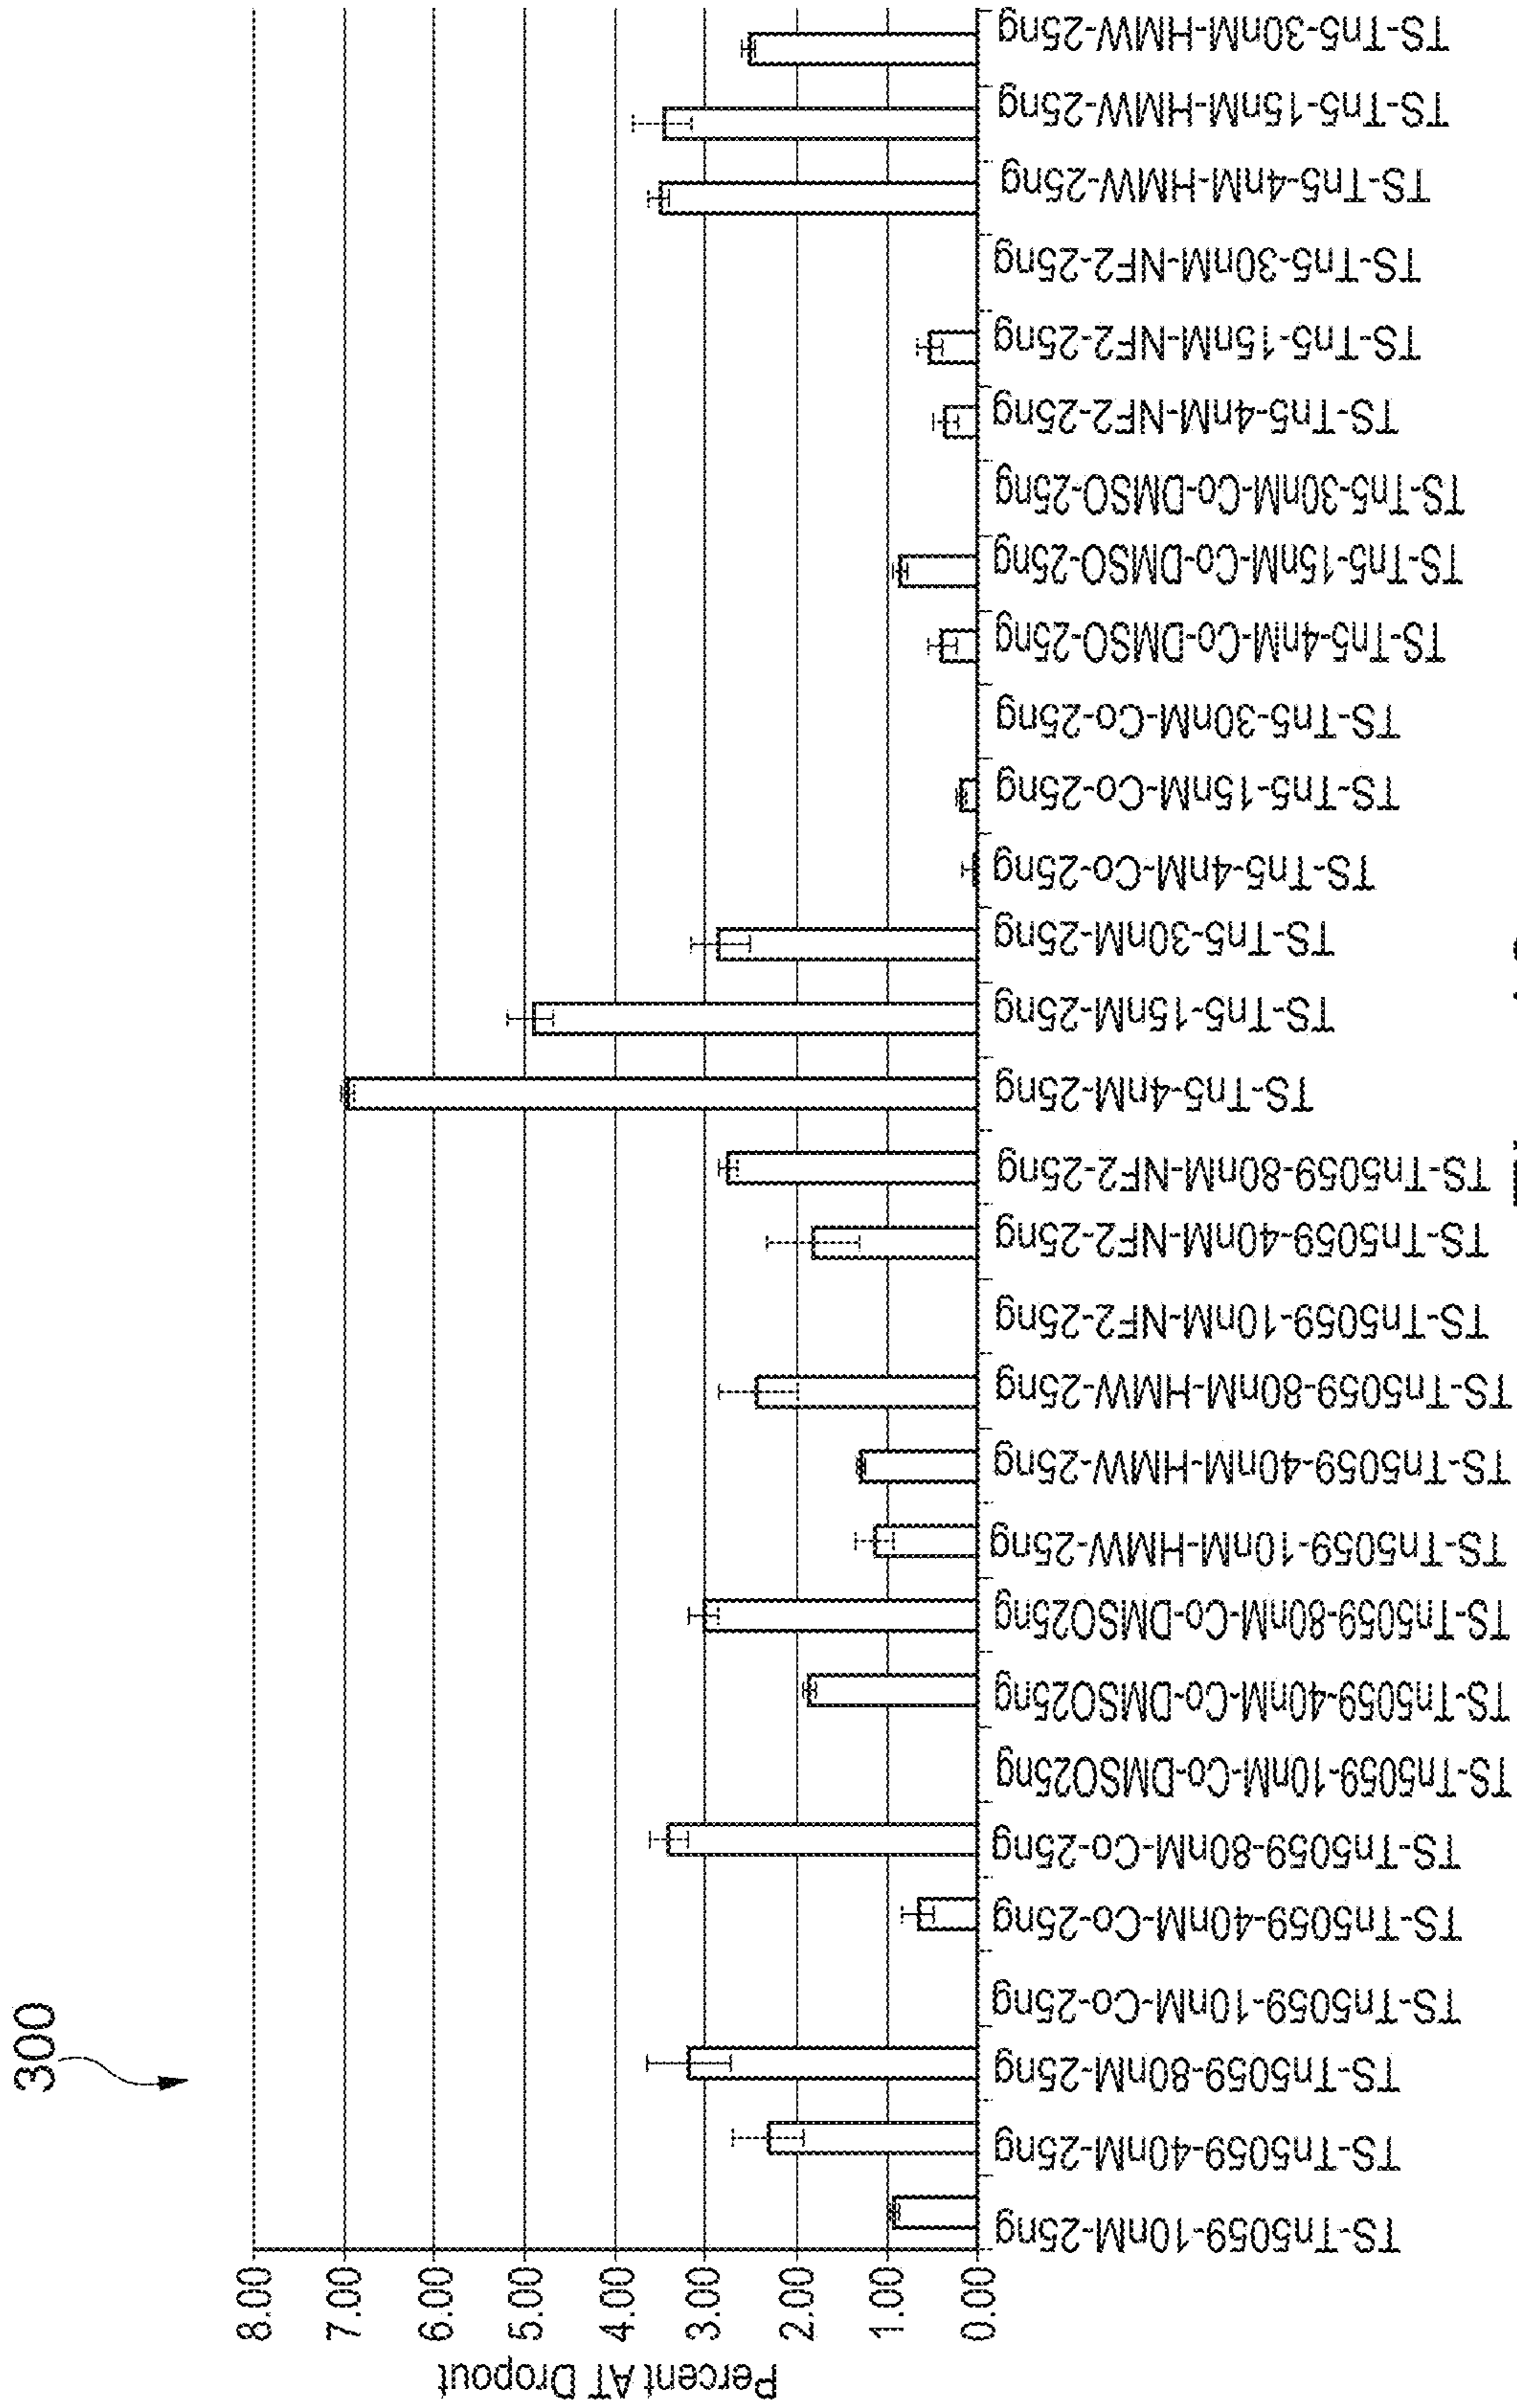 300
Percent AT Dropout
8.00
7.00
6.00
5.00
4.00
3.00
2.00
1.00
0.00
TS-Tn5059-10nM-25ng
TS-Tn5059-40nM-25ng
TS-Tn5059-80nM-25ng
TS-Tn5059-10nM-Co-25ng
TS-Tn5059-40nM-Co-25ng
TS-Tn5059-80nM-Co-25ng
TS-Tn5059-10nM-Co-DMSO25ng
TS-Tn5059-40nM-Co-DMSO25ng
TS-Tn5059-80nM-Co-DMSO25ng
TS-Tn5059-10nM-HMW-25ng
TS-Tn5059-40nM-HMW-25ng
TS-Tn5059-80nM-HMW-25ng
TS-Tn5059-10nM-NF2-25ng
TS-Tn5059-40nM-NF2-25ng
TS-Tn5059-80nM-NF2-25ng
TS-Tn5-4nM-25ng
TS-Tn5-15nM-25ng
TS-Tn5-30nM-25ng
TS-Tn5-4nM-Co-25ng
TS-Tn5-15nM-Co-25ng
TS-Tn5-30nM-Co-25ng
TS-Tn5-4nM-Co-DMSO-25ng
TS-Tn5-15nM-Co-DMSO-25ng
TS-Tn5-30nM-Co-DMSO-25ng
TS-Tn5-4nM-NF2-25ng
TS-Tn5-15nM-NF2-25ng
TS-Tn5-30nM-NF2-25ng
TS-Tn5-4nM-HMW-25ng
TS-Tn5-15nM-HMW-25ng
TS-Tn5-30nM-HMW-25ng